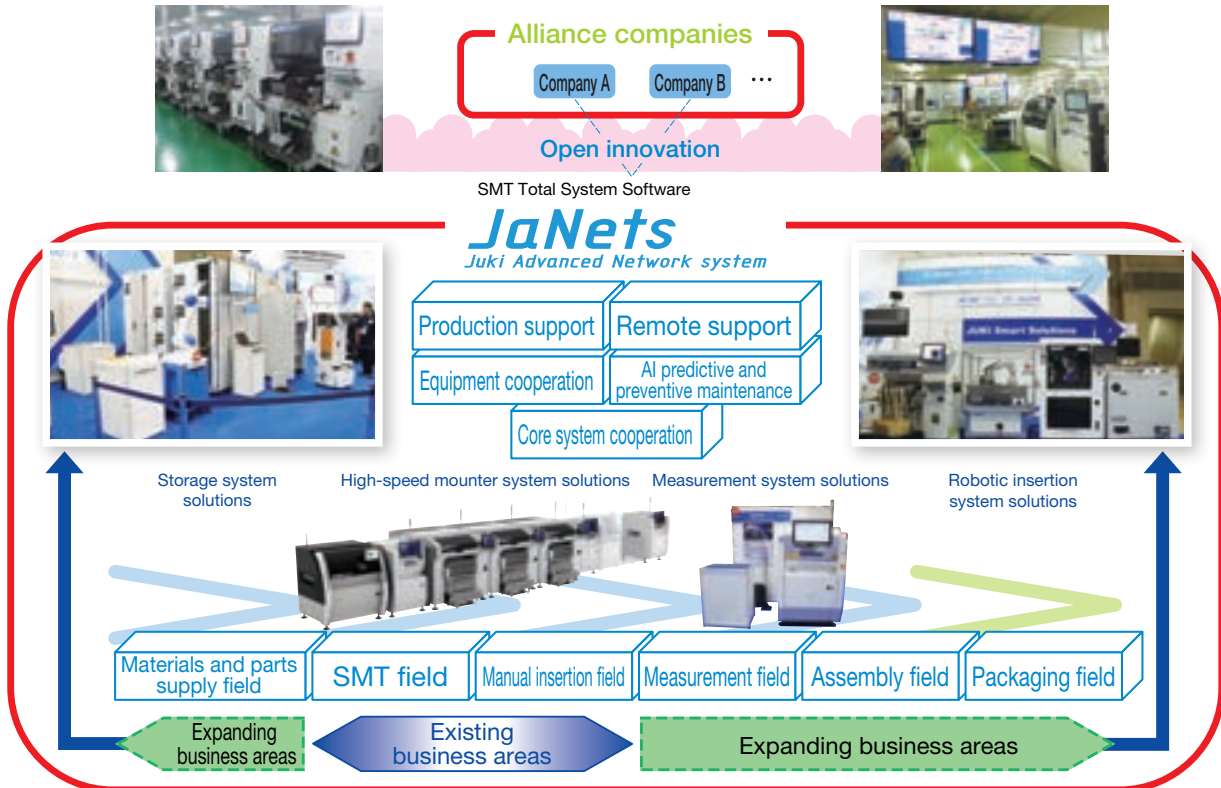 Alliance companies
Company A
Company B
...
Open innovation
SMT Total System Software
JaNets
Juki Advanced Network system
JUKI Smart Solutions
Production support
Remote support
Equipment cooperation
AI predictive and
preventive maintenance
Core system cooperation
Storage system
solutions
High-speed mounter system solutions
Measurement system solutions
Robotic insertion
system solutions
Materials and parts
supply field
SMT field
Manual insertion field
Measurement field
Assembly field
Packaging field
Expanding
business areas
Existing
business areas
Expanding business areas